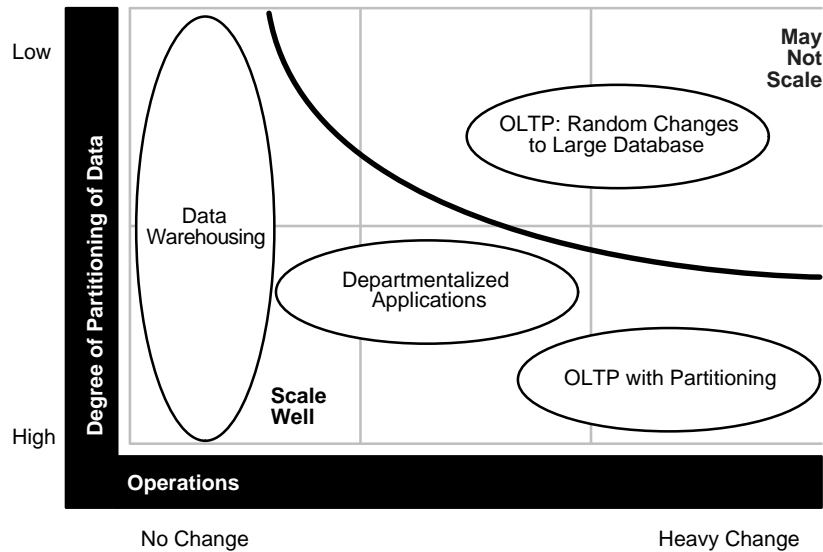 Low
May
Not
Scale
OLTP: Random Changes
to Large Database
Degree of Partitioning of Data
Data
Warehousing
Departmentalized
Applications
OLTP with Partitioning
Scale
Well
High
Operations
No Change
Heavy Change